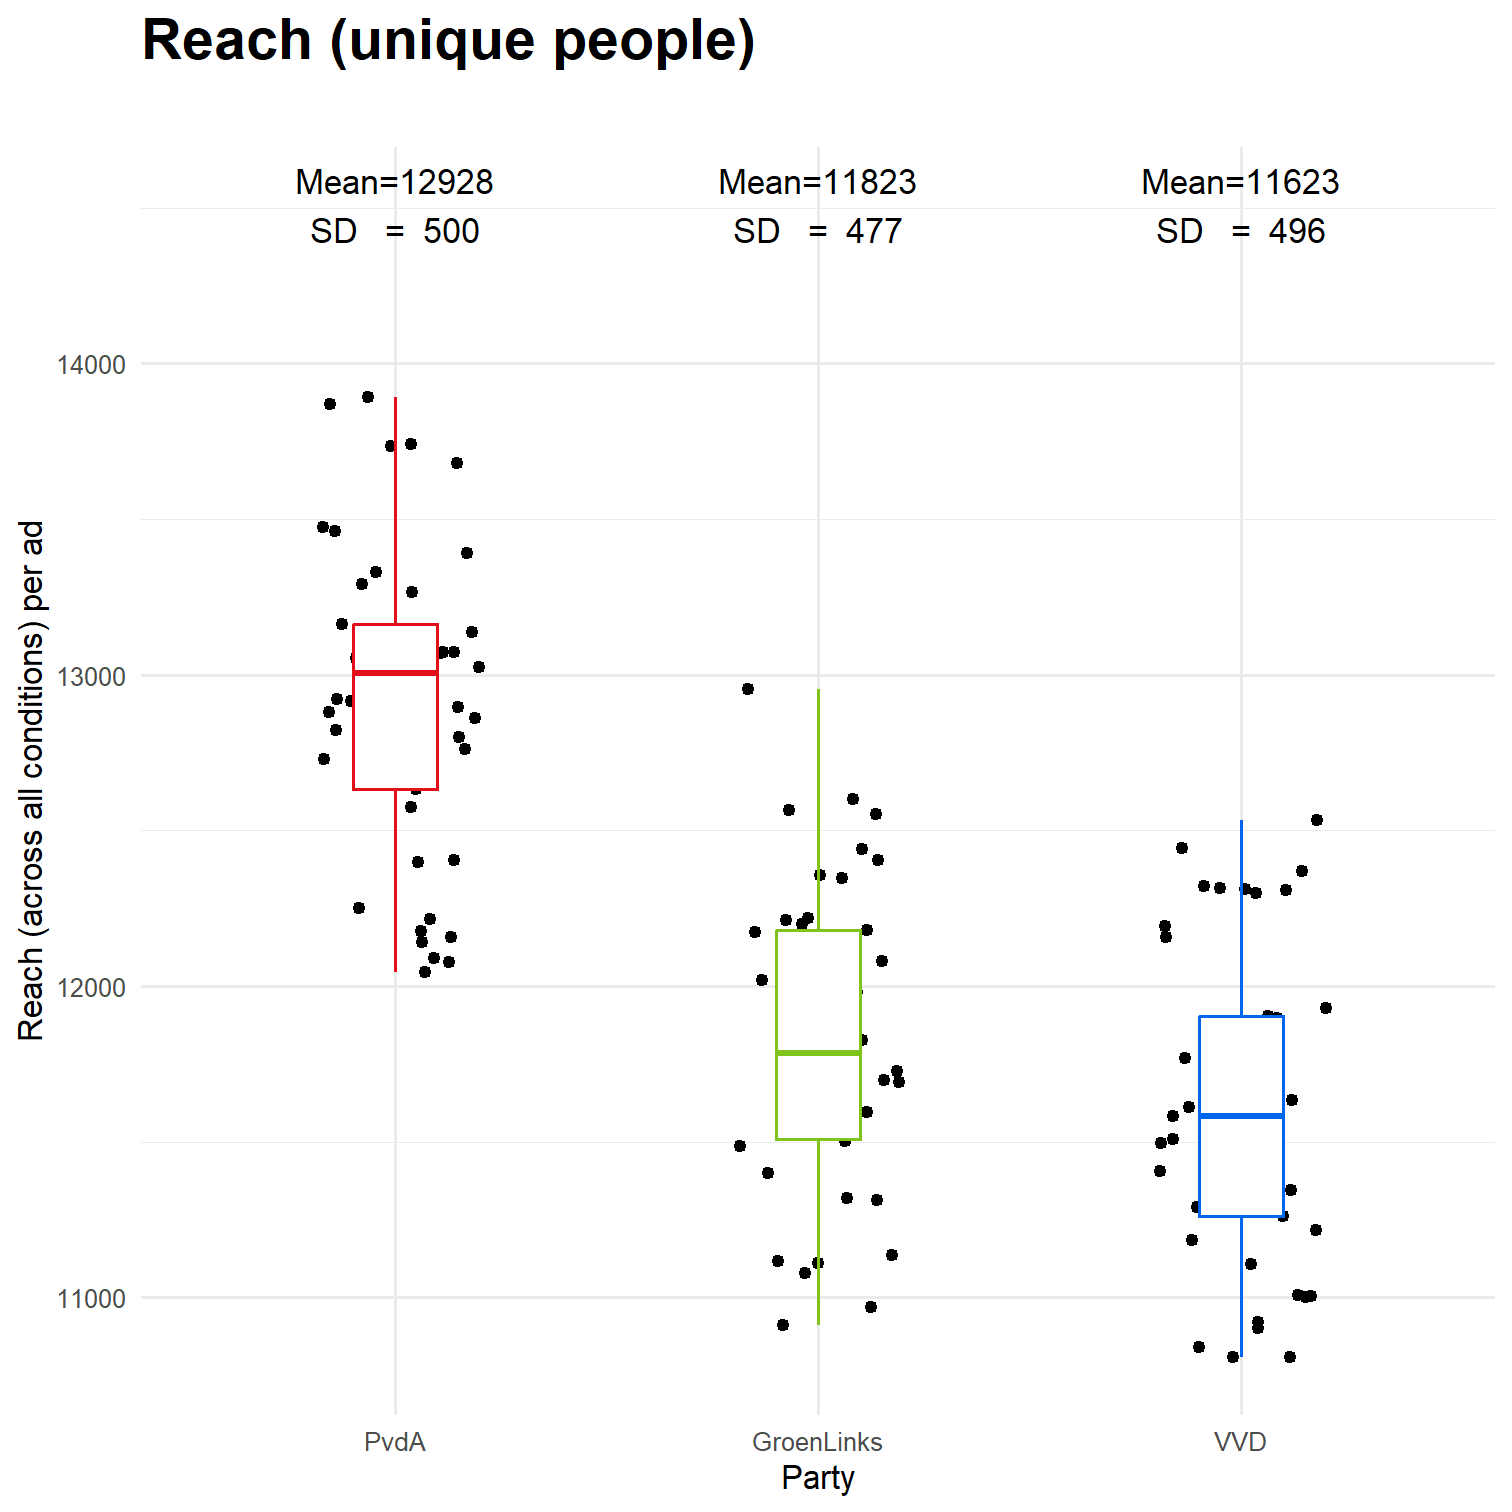 Reach (unique people)
Mean=12928 Mean=11823 Mean=11623
SD = 500 SD = 477 SD = 496
14000
13000
12000
11000
Reach (across all conditions) per ad
PvdA GroenLinks VVD
Party